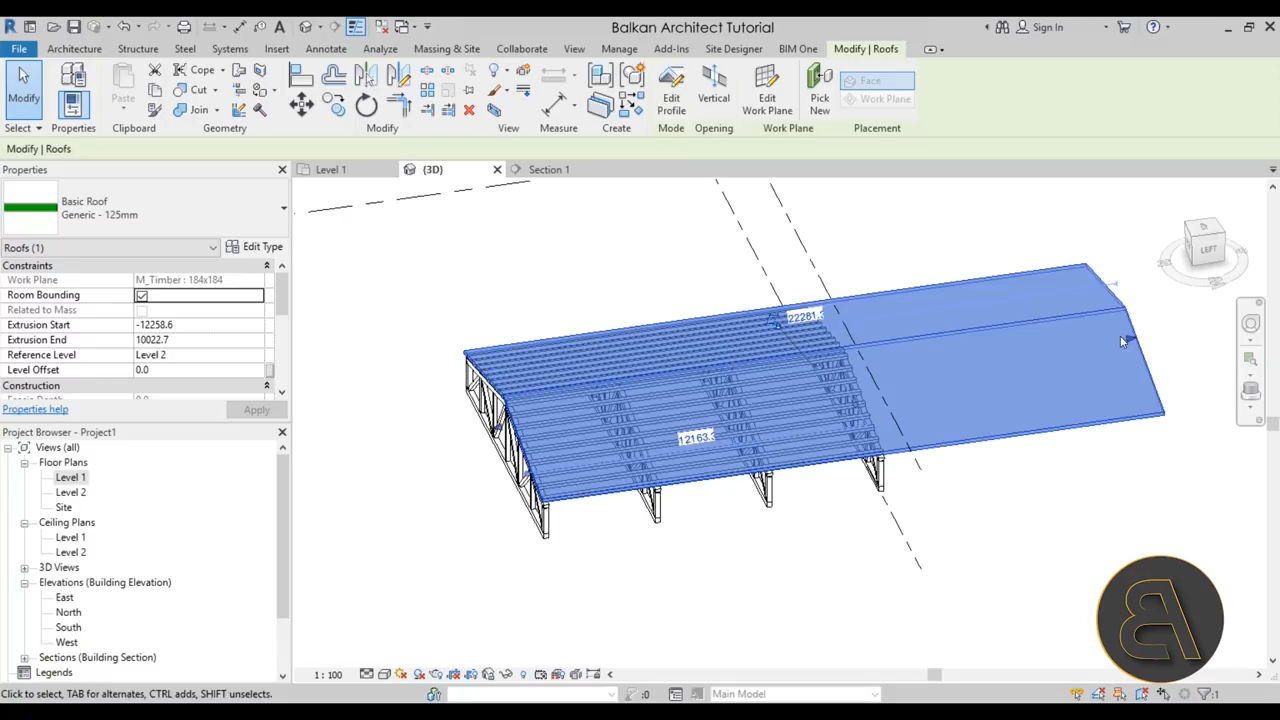 Balkan Architect Tutorial
Sign In
File Architecture Structure Steel Systems Insert Annotate Analyze Massing & Site Collaborate View Manage Add-Ins Site Designer BIM One Modify | Roofs
Modify Properties Paste Cope Cut Join Edit Profile Vertical Edit Work Plane Pick New Face Work Plane
Select Properties Clipboard Geometry Modify View Measure Create Mode Opening Work Plane Placement
Modify | Roofs
Properties
Level 1
(3D)
Section 1
Basic Roof
Generic - 125mm
Roofs (1)
Edit Type
Constraints
Work Plane M_Timber : 184x184
Room Bounding
Related to Mass
Extrusion Start -12258.6
Extrusion End 10022.7
Reference Level Level 2
Level Offset 0.0
Construction
Properties help
Apply
Project Browser - Project1
Views (all)
Floor Plans
Level 1
Level 2
Site
Ceiling Plans
Level 1
Level 2
3D Views
Elevations (Building Elevation)
East
North
South
West
Sections (Building Section)
Legends
22281.
12163.
LEFT
1 : 100
Click to select, TAB for alternates, CTRL adds, SHIFT unselects.
:0
Main Model
:1